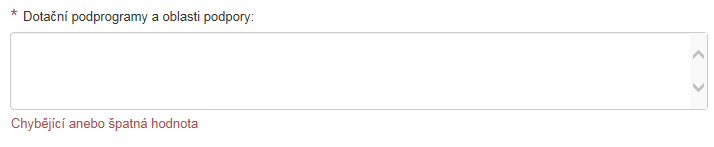 * Dotační podprogramy a oblasti podpory:
Chybějící anebo špatná hodnota